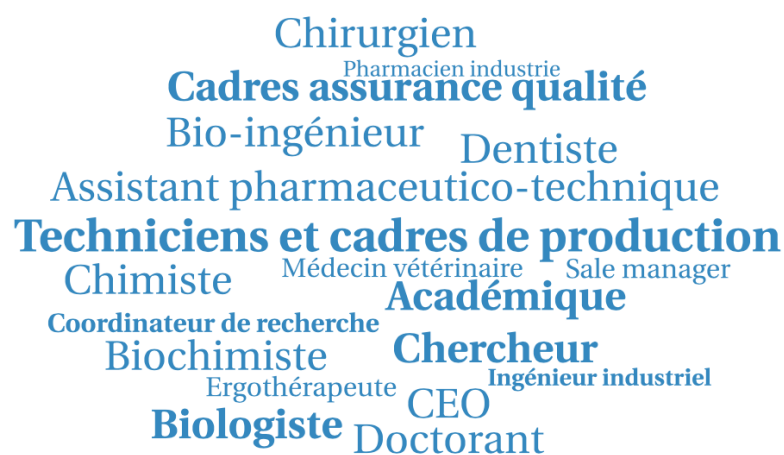 Chirurgien
Pharmacien industrie
Cadres assurance qualité
Bio-ingénieur
Dentiste
Assistant pharmaceutico-technique
Techniciens et cadres de production
Chimiste
Médecin vétérinaire
Sale manager
Académique
Coordinateur de recherche
Biochimiste
Chercheur
Ingénieur industriel
Ergothérapeute
CEO
Biologiste
Doctorant